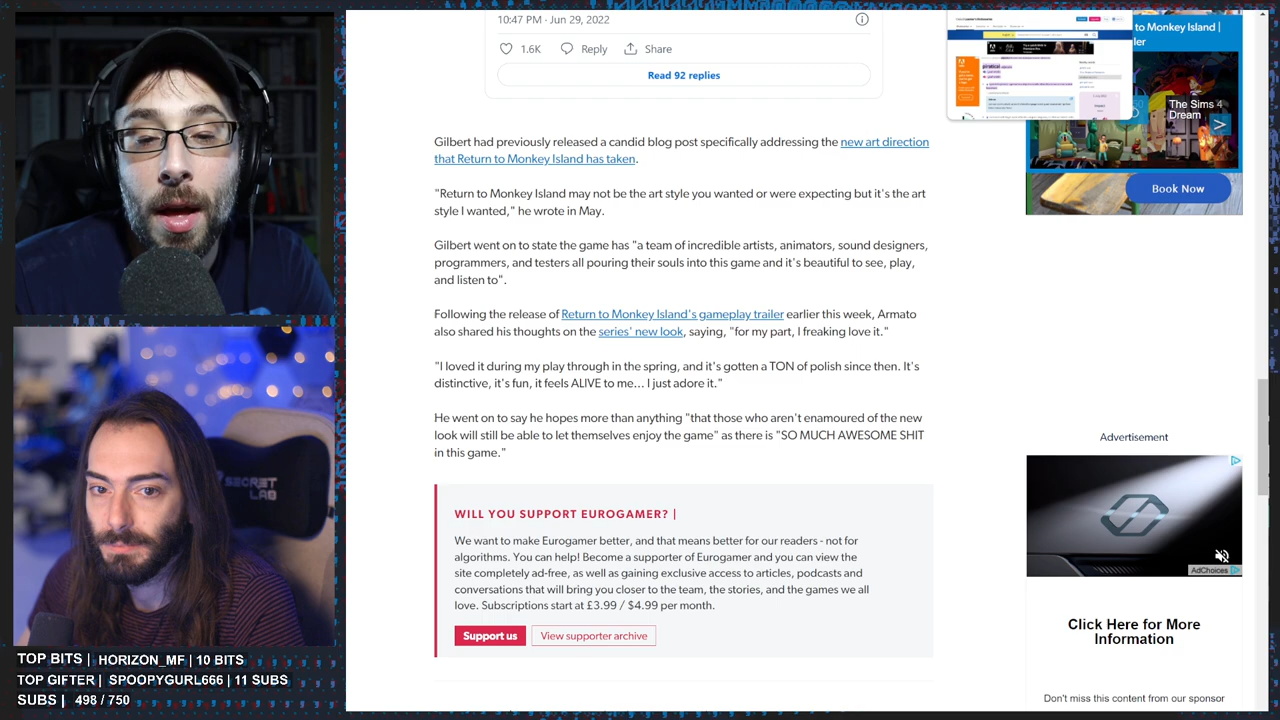 10:47 PM · Jun 29, 2022
1.6K Reply Share
Read 92 replies
to Monkey Island |
The Sims 4
Dream
Book Now
Gilbert had previously released a candid blog post specifically addressing the new art direction
that Return to Monkey Island has taken.
"Return to Monkey Island may not be the art style you wanted or were expecting but it's the art
style I wanted," he wrote in May.
Gilbert went on to state the game has "a team of incredible artists, animators, sound designers,
programmers, and testers all pouring their souls into this game and it's beautiful to see, play,
and listen to".
Following the release of Return to Monkey Island's gameplay trailer earlier this week, Armato
also shared his thoughts on the series' new look, saying, "for my part, I freaking love it."
"I loved it during my play through in the spring, and it's gotten a TON of polish since then. It's
distinctive, it's fun, it feels ALIVE to me... I just adore it."
He went on to say he hopes more than anything "that those who aren't enamoured of the new
look will still be able to let themselves enjoy the game" as there is "SO MUCH AWESOME SHIT
in this game."
WILL YOU SUPPORT EUROGAMER? |
We want to make Eurogamer better, and that means better for our readers - not for
algorithms. You can help! Become a supporter of Eurogamer and you can view the
site completely ad-free, as well as gaining exclusive access to articles, podcasts and
conversations that will bring you closer to the team, the stories, and the games we all
love. Subscriptions start at £3.99 / $4.99 per month.
Support us View supporter archive
Advertisement
AdChoices
Click Here for More
Information
Don't miss this content from our sponsor
SECRET
LAB
TOP BITS | HORIZON_MF | 10 BITS
TOP GIFTER | SPOOPYGURL666 | 11 SUBS
SUBS | 498 / 750